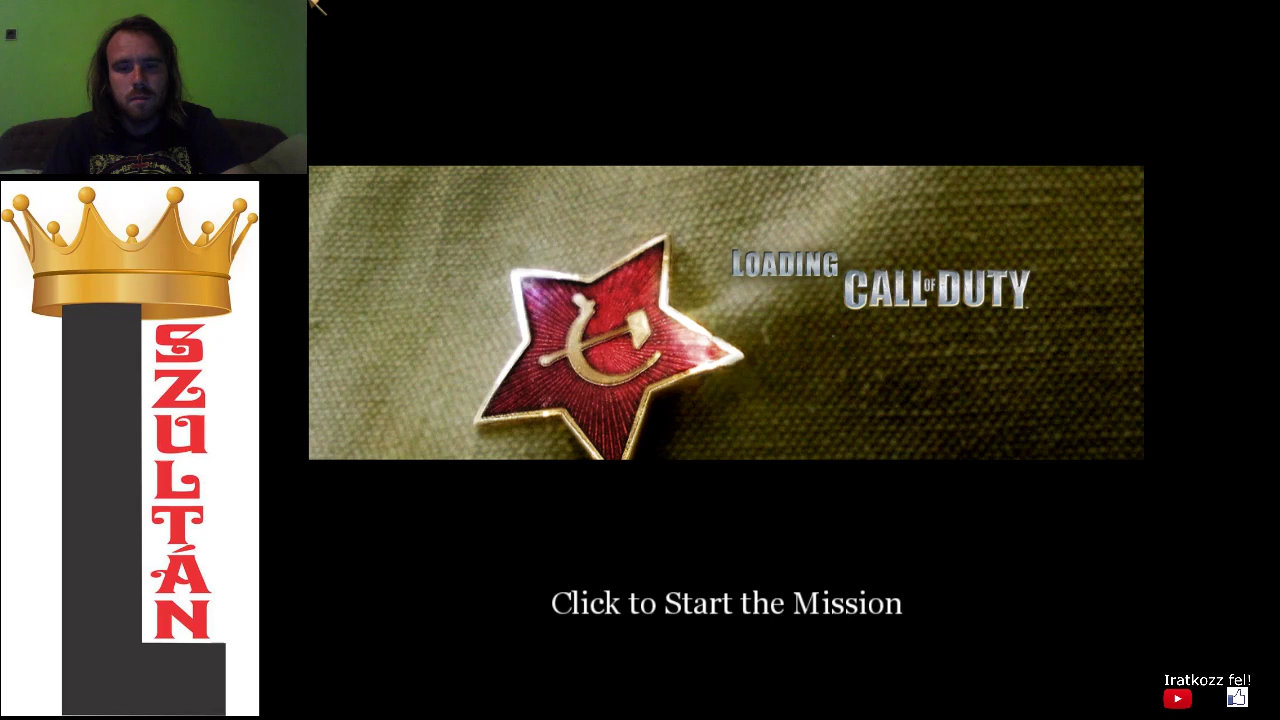 LOADING
CALL OF DUTY
SZULTÁN
L
Click to Start the Mission
Iratkozz fel!